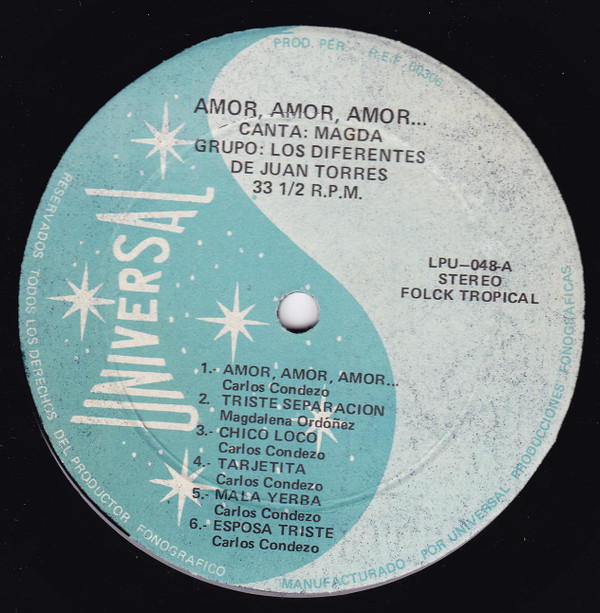 PROD. PER. R.E.F. 00306
AMOR, AMOR, AMOR...
CANTA: MAGDA
GRUPO: LOS DIFERENTES
DE JUAN TORRES
33 1/2 R.P.M.
UNIVERSAL
LPU-048-A
STEREO
FOLCK TROPICAL
1.- AMOR, AMOR, AMOR...
Carlos Condezo
2. TRISTE SEPARACION
Magdalena Ordóñez
3.- CHICO LOCO
Carlos Condezo
4.- TARJETITA
Carlos Condezo
5.- MALA YERBA
Carlos Condezo
6.- ESPOSA TRISTE
Carlos Condezo
RESERVADOS TODOS LOS DERECHOS DEL PRODUCTOR FONOGRAFICO
MANUFACTURADO POR UNIVERSAL PRODUCCIONES FONOGRAFICAS